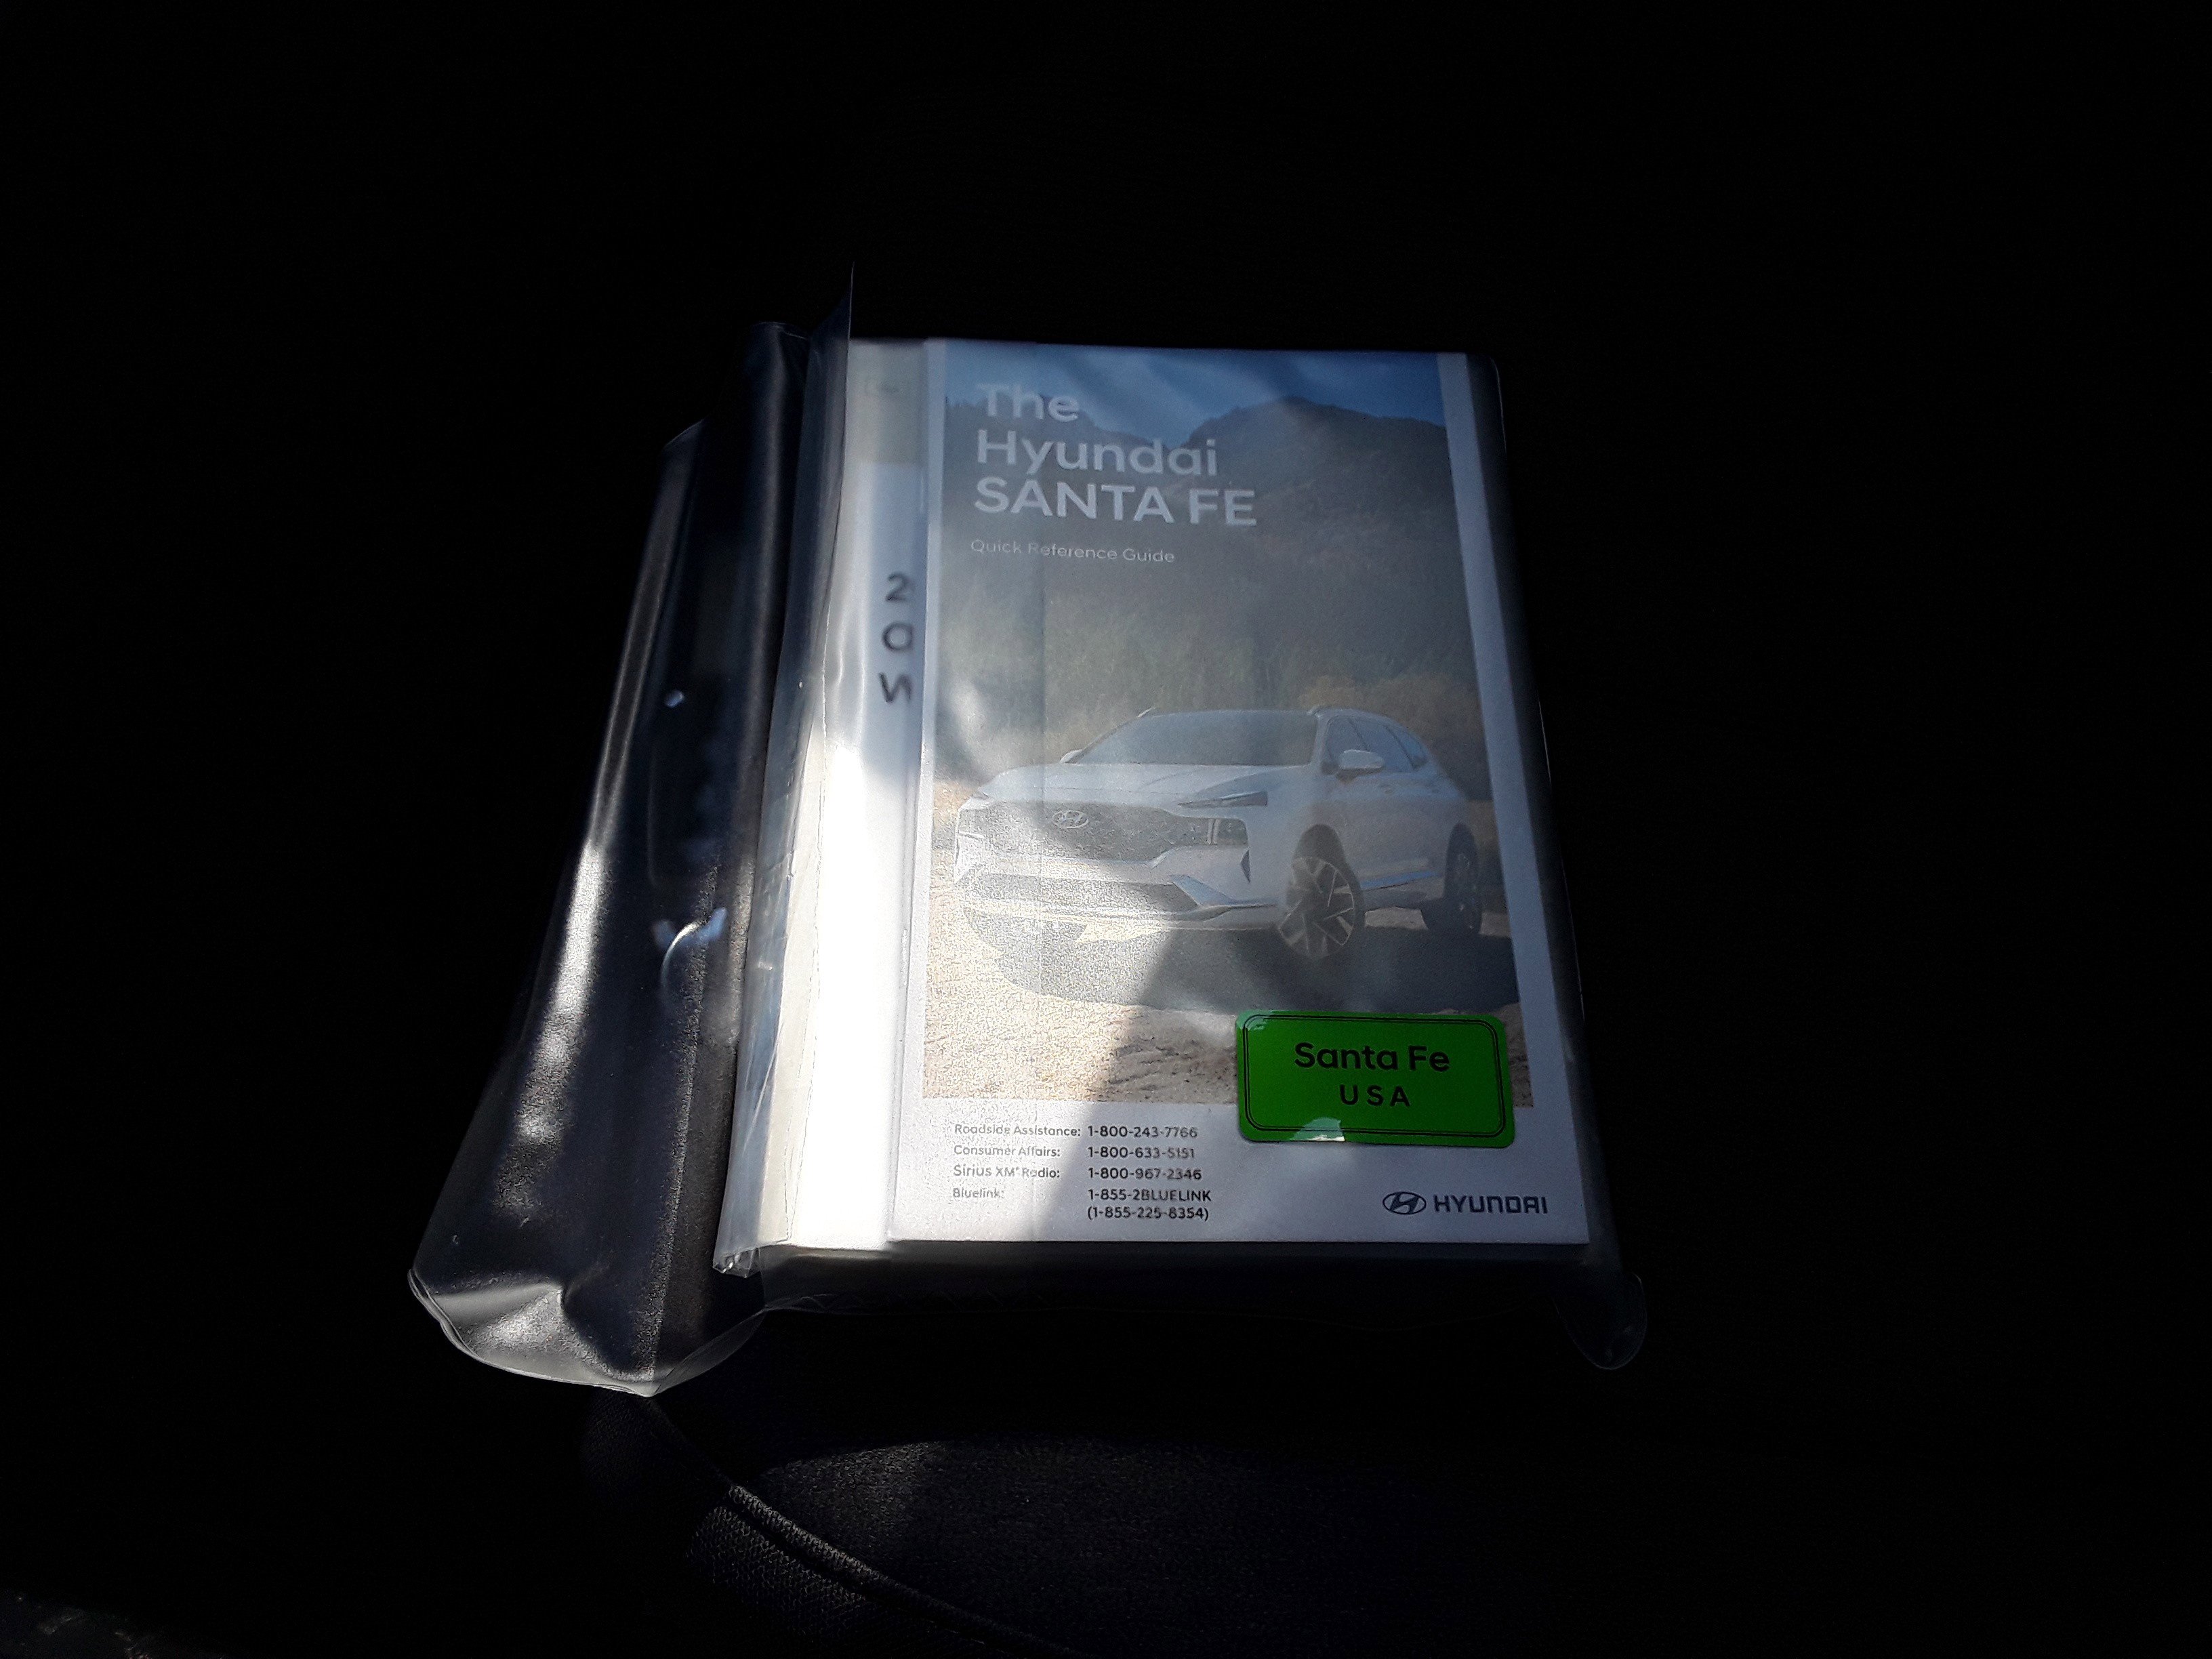 The
Hyundai
SANTA FE
Quick Reference Guide
Santa Fe
USA
Roadside Assistance: 1-800-243-7766
Consumer Affairs: 1-800-633-5151
Sirius XM® Radio: 1-800-967-2346
Bluelink: 1-855-2BLUELINK
(1-855-225-8354)
HYUNDAI